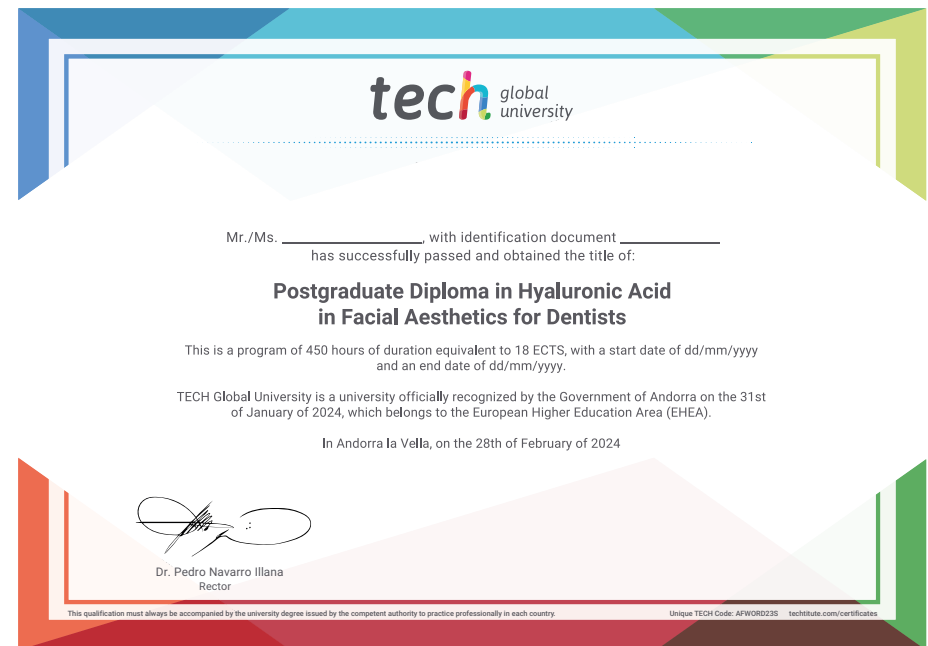 tech global
university
Mr./Ms. ____________________, with identification document ______________
has successfully passed and obtained the title of:
Postgraduate Diploma in Hyaluronic Acid
in Facial Aesthetics for Dentists
This is a program of 450 hours of duration equivalent to 18 ECTS, with a start date of dd/mm/yyyy
and an end date of dd/mm/yyyy.
TECH Global University is a university officially recognized by the Government of Andorra on the 31st
of January of 2024, which belongs to the European Higher Education Area (EHEA).
In Andorra la Vella, on the 28th of February of 2024
Dr. Pedro Navarro Illana
Rector
This qualification must always be accompanied by the university degree issued by the competent authority to practice professionally in each country.
Unique TECH Code: AFWORD23S techtitute.com/certificates